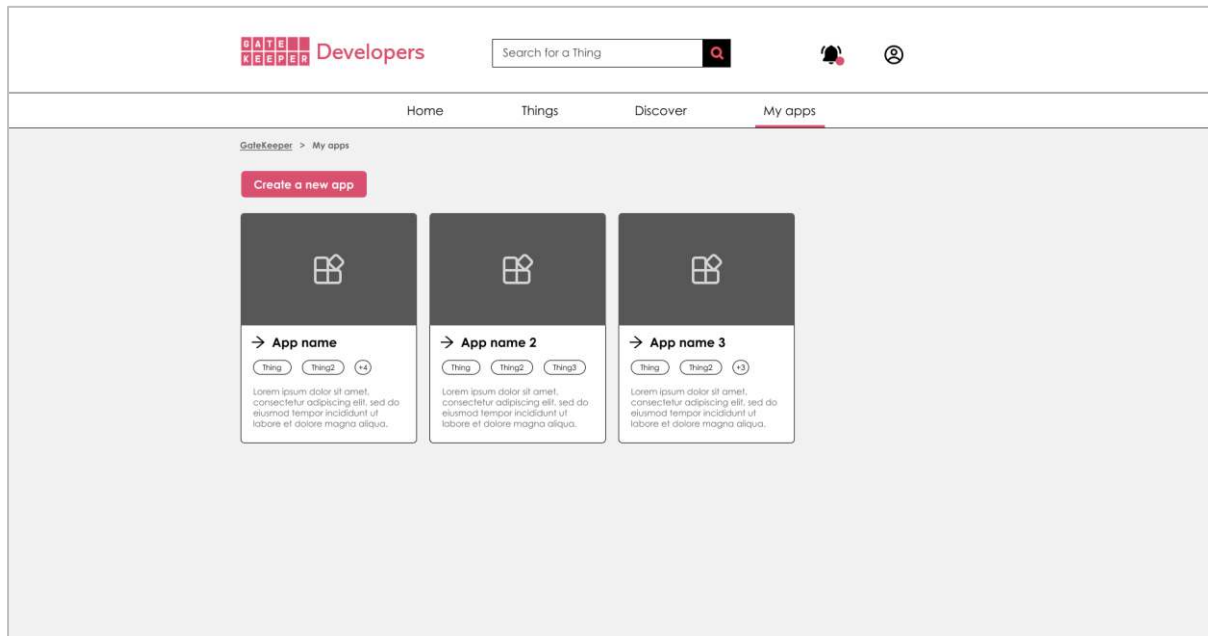 GATE
KEEPER
Developers
Search for a Thing
Home
Things
Discover
My apps
GateKeeper > My apps
Create a new app
App name
Thing
Thing2
+4
Lorem ipsum dolor sit amet,
consectetur adipiscing elit, sed do
eiusmod tempor incididunt ut
labore et dolore magna aliqua.
App name 2
Thing
Thing2
Thing3
Lorem ipsum dolor sit amet,
consectetur adipiscing elit, sed do
eiusmod tempor incididunt ut
labore et dolore magna aliqua.
App name 3
Thing
Thing2
+3
Lorem ipsum dolor sit amet,
consectetur adipiscing elit, sed do
eiusmod tempor incididunt ut
labore et dolore magna aliqua.